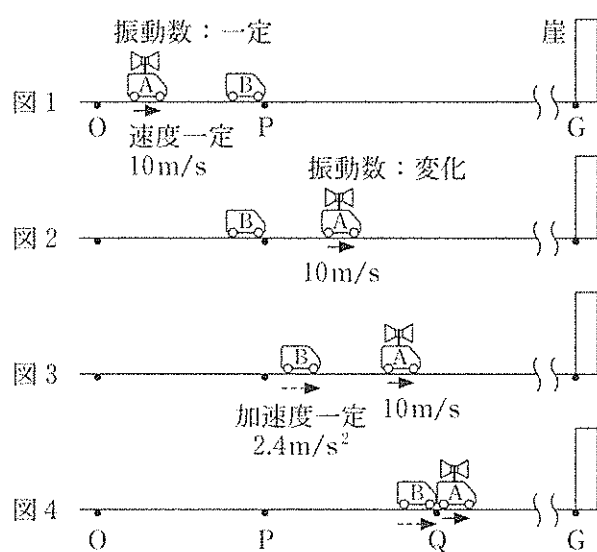 振動数：一定
崖
A
B
図1
O
P
G
速度一定
10m/s
振動数：変化
図2
B
A
10m/s
図3
B
A
加速度一定
2.4m/s²
10m/s
図4
B
A
O
P
Q
G